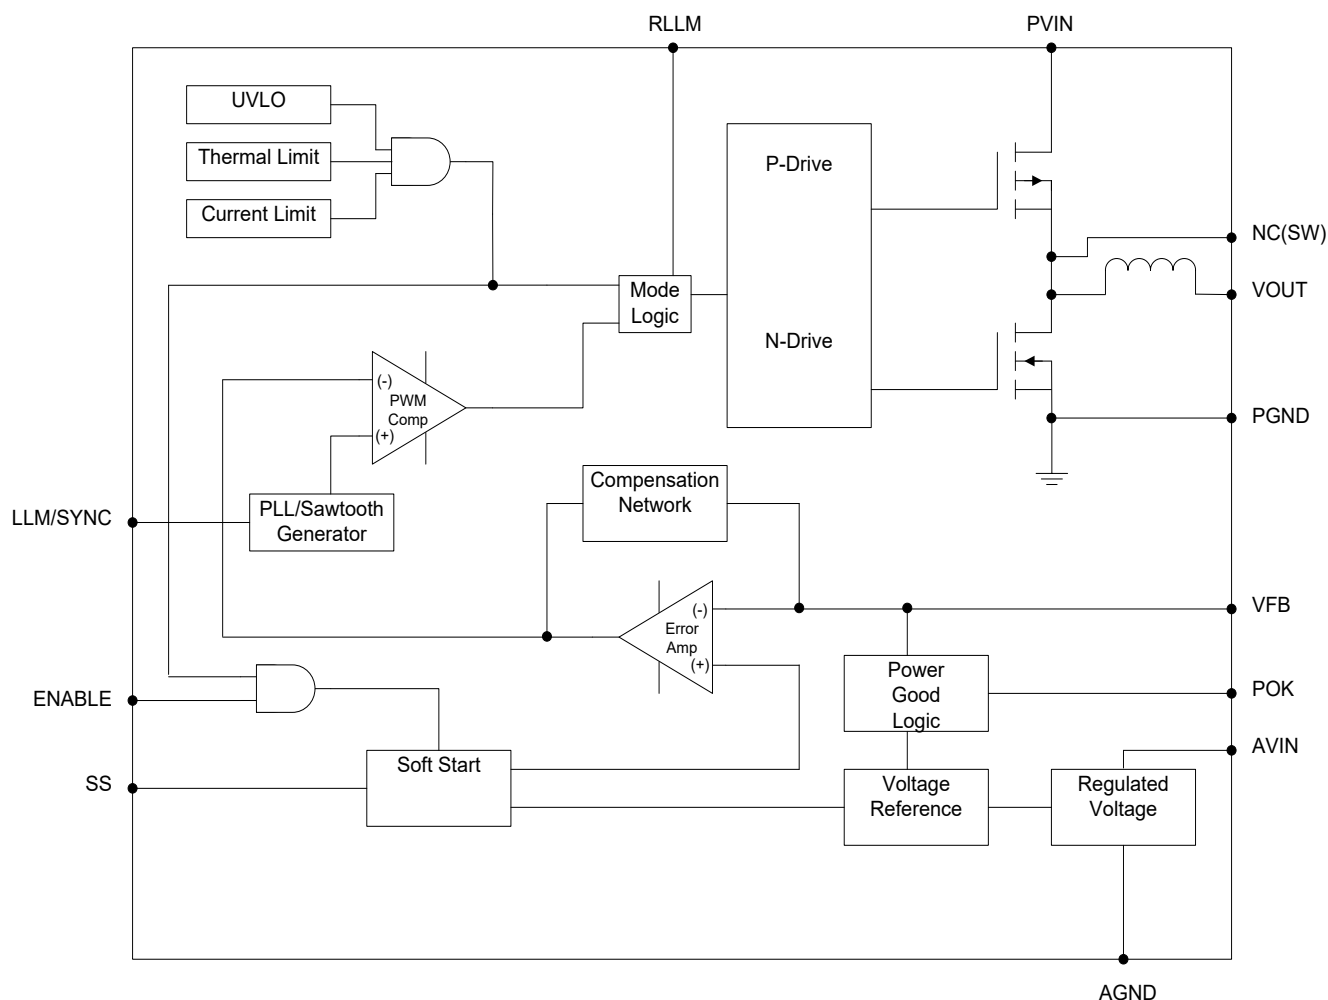 RLLM
PVIN
UVLO
Thermal Limit
Current Limit
P-Drive
N-Drive
NC(SW)
VOUT
Mode
Logic
(-)
PWM
Comp
(+)
PGND
Compensation
Network
LLM/SYNC
PLL/Sawtooth
Generator
(-)
Error
Amp
(+)
VFB
Power
Good
Logic
POK
ENABLE
AVIN
Soft Start
SS
Voltage
Reference
Regulated
Voltage
AGND